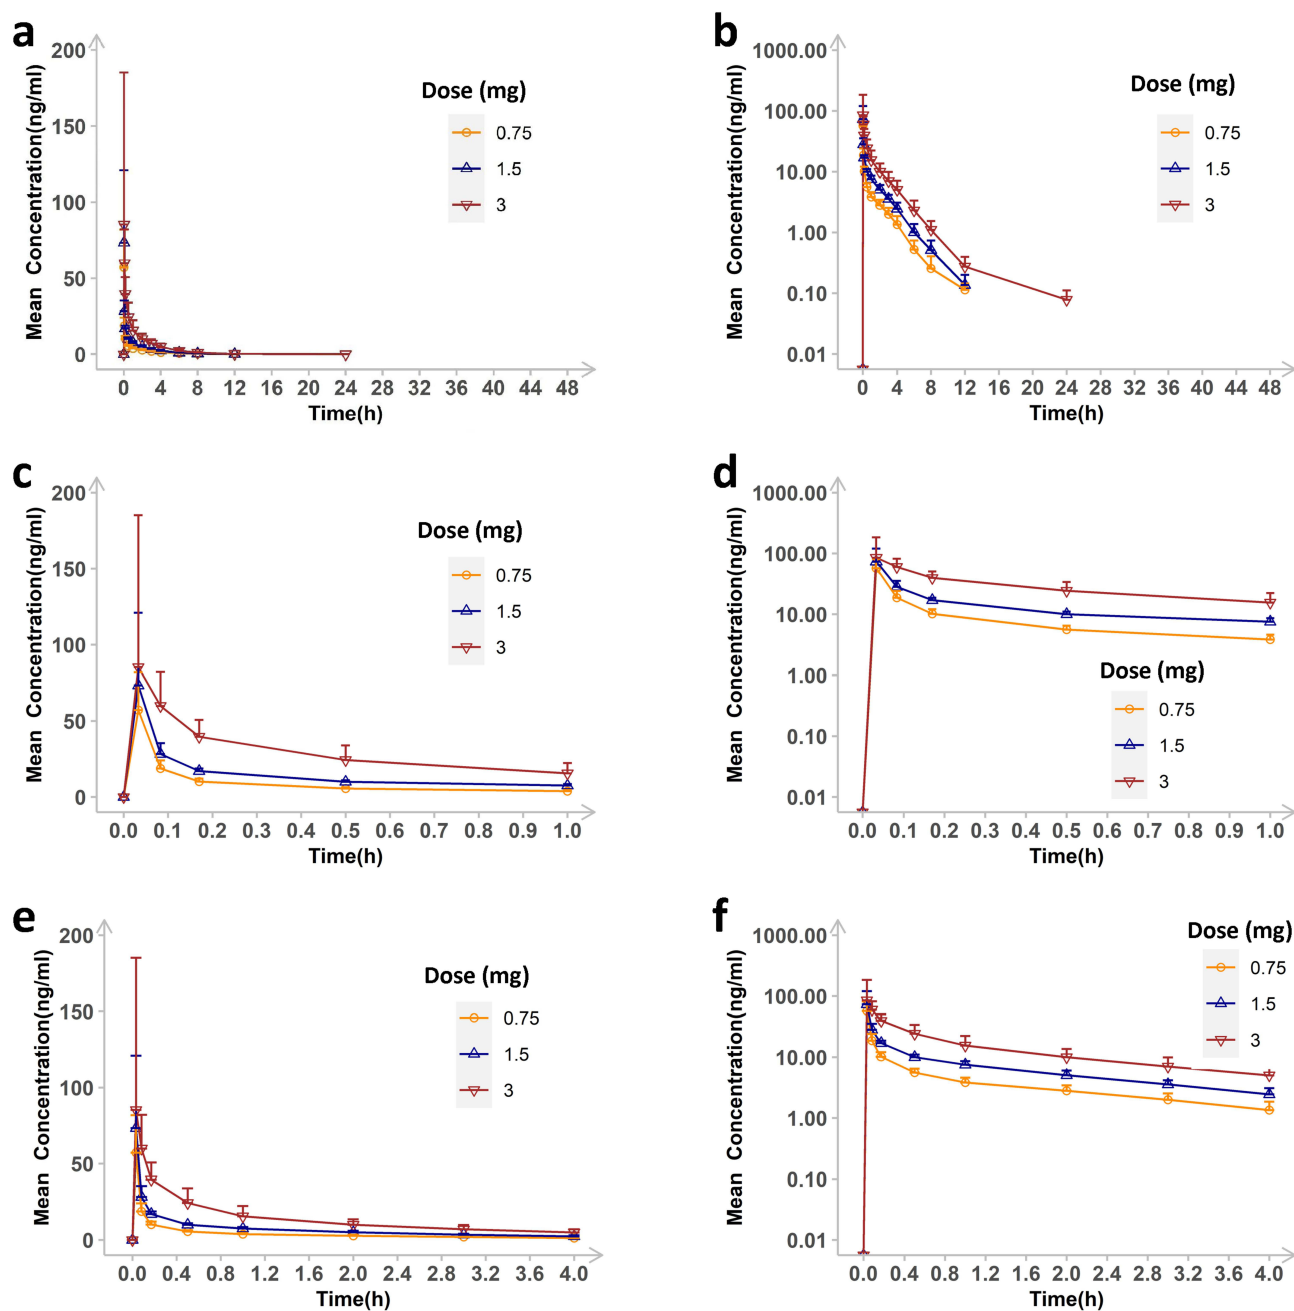 a
Mean Concentration(ng/ml)
200
150
100
50
0
Dose (mg)
0.75
1.5
3
0 4 8 12 16 20 24 28 32 36 40 44 48
Time(h)
b
Mean Concentration(ng/ml)
1000.00
100.00
10.00
1.00
0.10
0.01
Dose (mg)
0.75
1.5
3
0 4 8 12 16 20 24 28 32 36 40 44 48
Time(h)
c
Mean Concentration(ng/ml)
200
150
100
50
0
Dose (mg)
0.75
1.5
3
0.0 0.1 0.2 0.3 0.4 0.5 0.6 0.7 0.8 0.9 1.0
Time(h)
d
Mean Concentration(ng/ml)
1000.00
100.00
10.00
1.00
0.10
0.01
Dose (mg)
0.75
1.5
3
0.0 0.1 0.2 0.3 0.4 0.5 0.6 0.7 0.8 0.9 1.0
Time(h)
e
Mean Concentration(ng/ml)
200
150
100
50
0
Dose (mg)
0.75
1.5
3
0.0 0.4 0.8 1.2 1.6 2.0 2.4 2.8 3.2 3.6 4.0
Time(h)
f
Mean Concentration(ng/ml)
1000.00
100.00
10.00
1.00
0.10
0.01
Dose (mg)
0.75
1.5
3
0.0 0.4 0.8 1.2 1.6 2.0 2.4 2.8 3.2 3.6 4.0
Time(h)